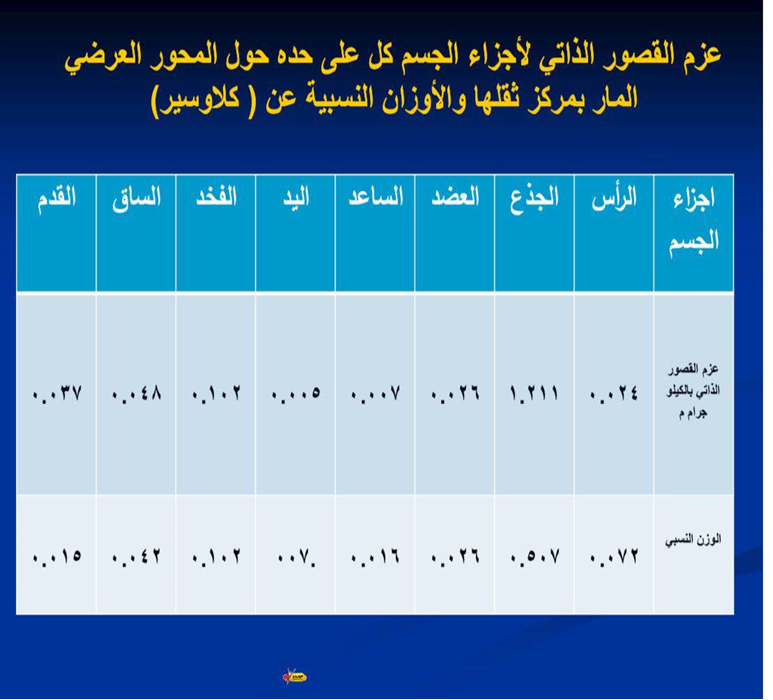 عزم القصور الذاتي لأجزاء الجسم كل على حده حول المحور العرضي
المار بمركز ثقلها والأوزان النسبية عن ( كلاوسير)
اجزاء الجسم الرأس الجذع العضد الساعد اليد الفخد الساق القدم
عزم القصور الذاتي بالكيلو جرام م ٠.٠٢٤ ١.٢١١ ٠.٠٢٦ ٠.٠٠٧ ٠.٠٠٥ ٠.١٠٢ ٠.٠٤٨ ٠.٠٣٧
الوزن النسبي ٠.٠٧٢ ٠.٥٠٧ ٠.٠٢٦ ٠.٠١٦ .٠٠٧ ٠.١٠٢ ٠.٠٤٢ ٠.٠١٥